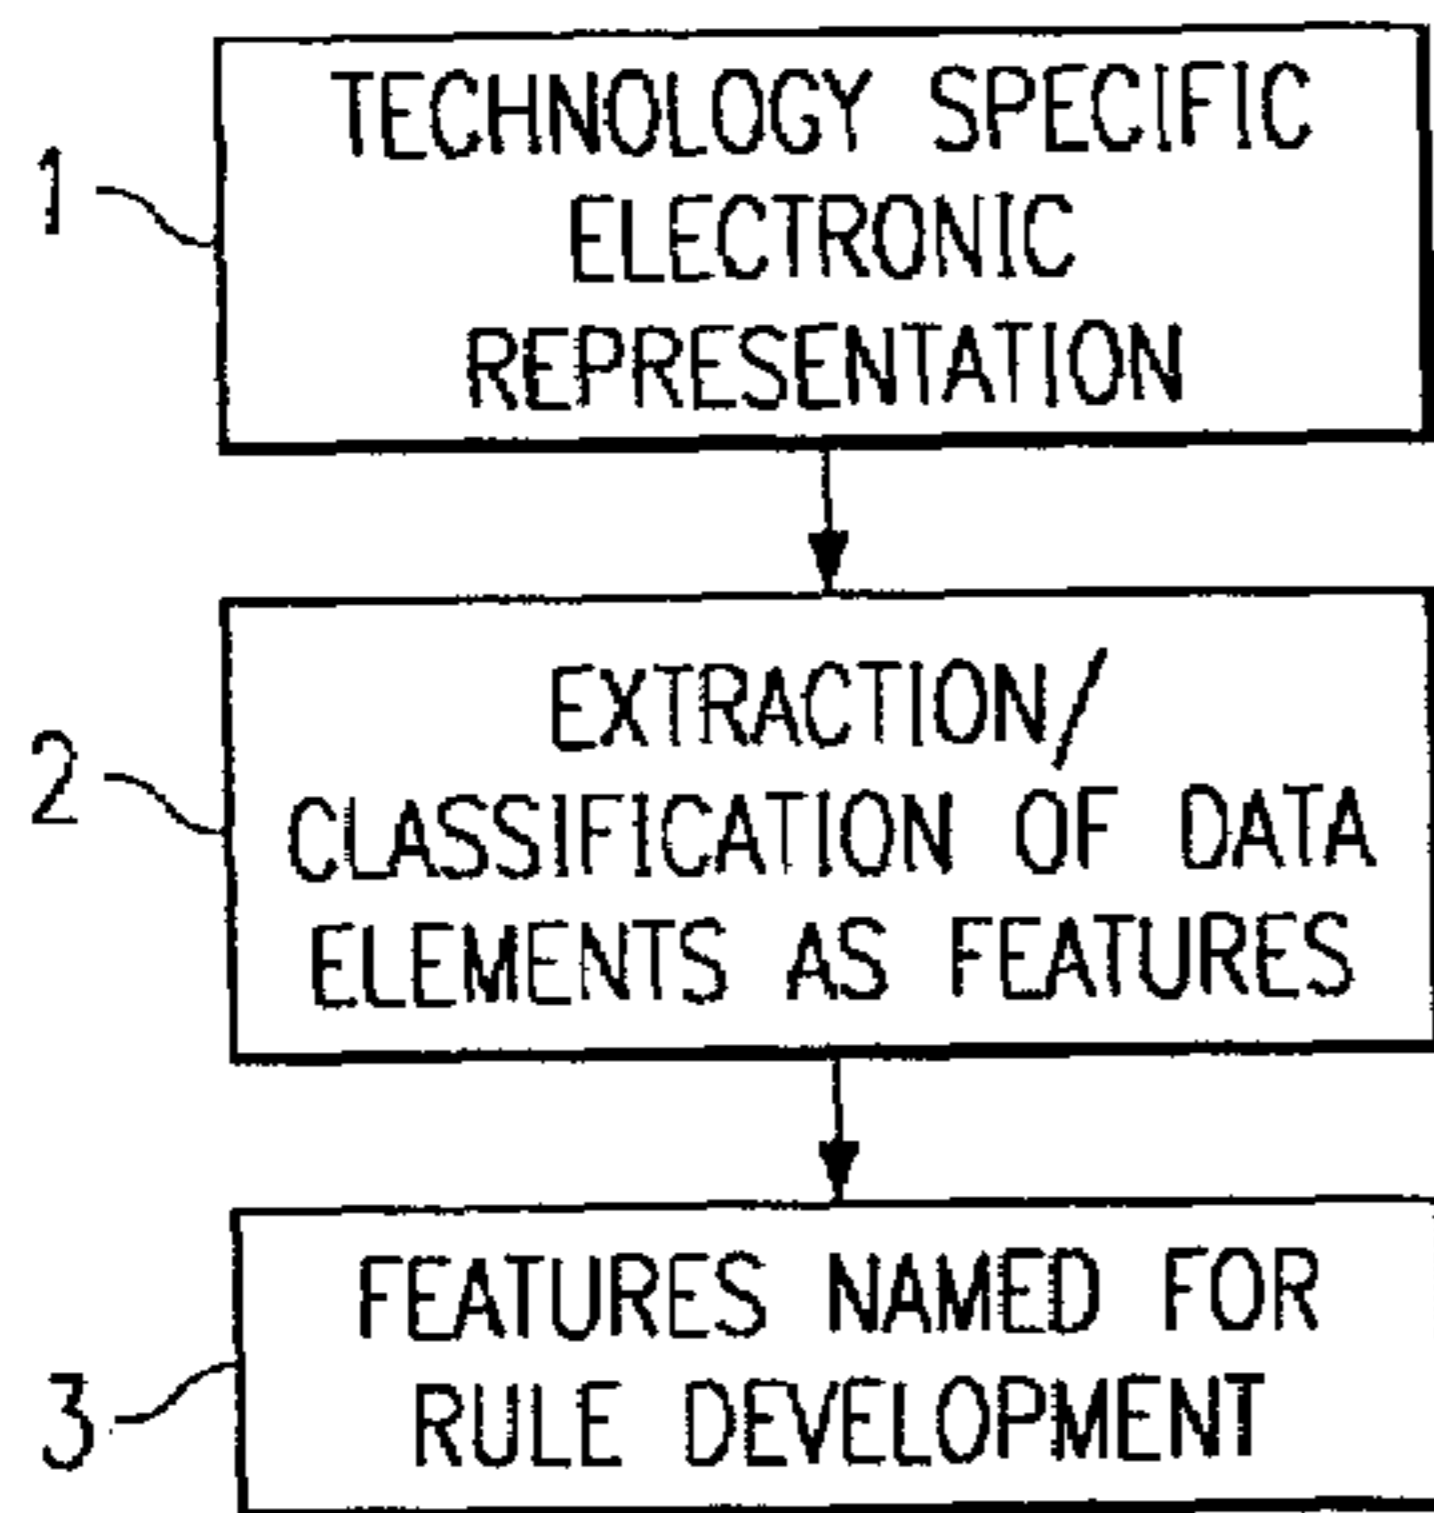 1
TECHNOLOGY SPECIFIC
ELECTRONIC
REPRESENTATION
2
EXTRACTION/
CLASSIFICATION OF DATA
ELEMENTS AS FEATURES
3
FEATURES NAMED FOR
RULE DEVELOPMENT